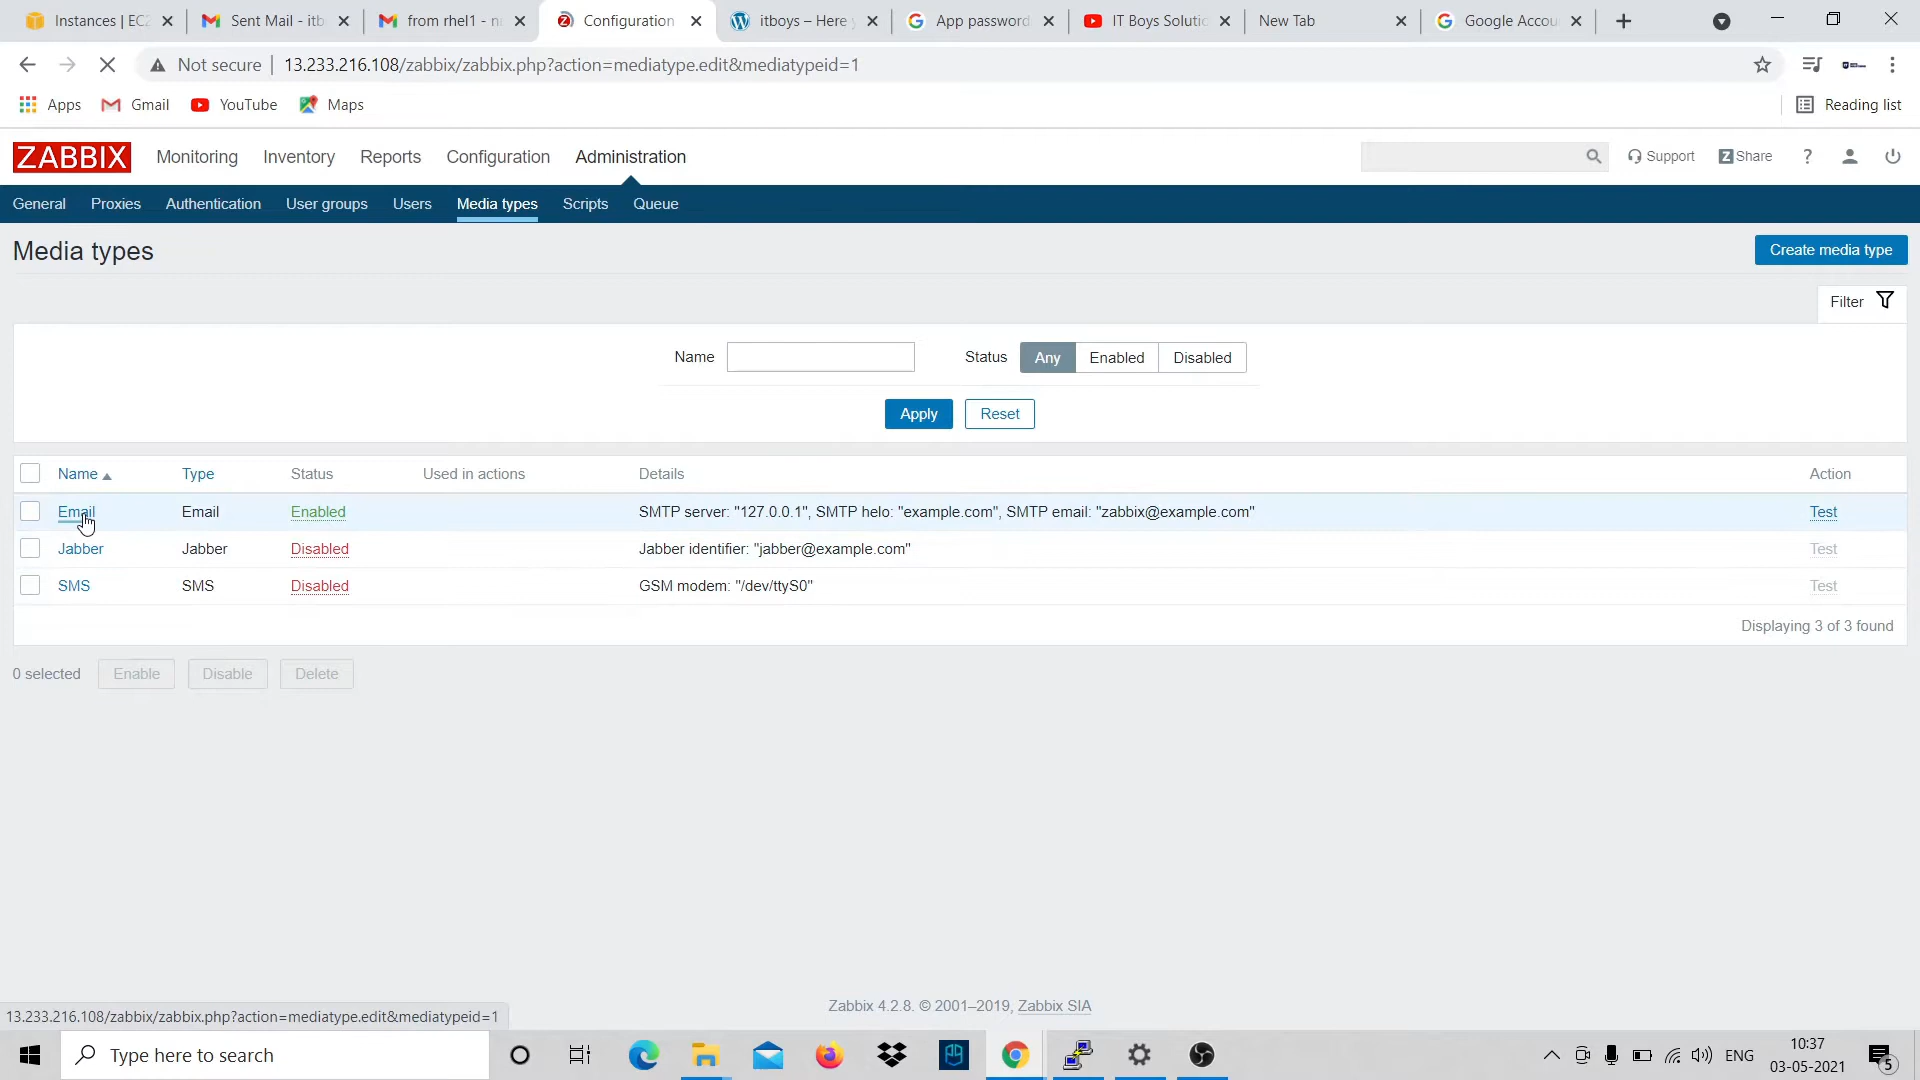 Instances | EC2
Sent Mail - itb
from rhel1 - n
Configuration
itboys – Here y
App password
IT Boys Soluti
New Tab
Google Accou
Not secure
13.233.216.108/zabbix/zabbix.php?action=mediatype.edit&mediatypeid=1
Apps
Gmail
YouTube
Maps
Reading list
ZABBIX
Monitoring
Inventory
Reports
Configuration
Administration
Support
Z Share
?
General
Proxies
Authentication
User groups
Users
Media types
Scripts
Queue
Media types
Create media type
Filter
Name
Status
Any
Enabled
Disabled
Apply
Reset
Name
Type
Status
Used in actions
Details
Action
Email
Email
Enabled
SMTP server: "127.0.0.1", SMTP helo: "example.com", SMTP email: "zabbix@example.com"
Test
Jabber
Jabber
Disabled
Jabber identifier: "jabber@example.com"
Test
SMS
SMS
Disabled
GSM modem: "/dev/ttyS0"
Test
Displaying 3 of 3 found
0 selected
Enable
Disable
Delete
Zabbix 4.2.8. © 2001–2019, Zabbix SIA
13.233.216.108/zabbix/zabbix.php?action=mediatype.edit&mediatypeid=1
Type here to search
ENG
10:37
03-05-2021
5